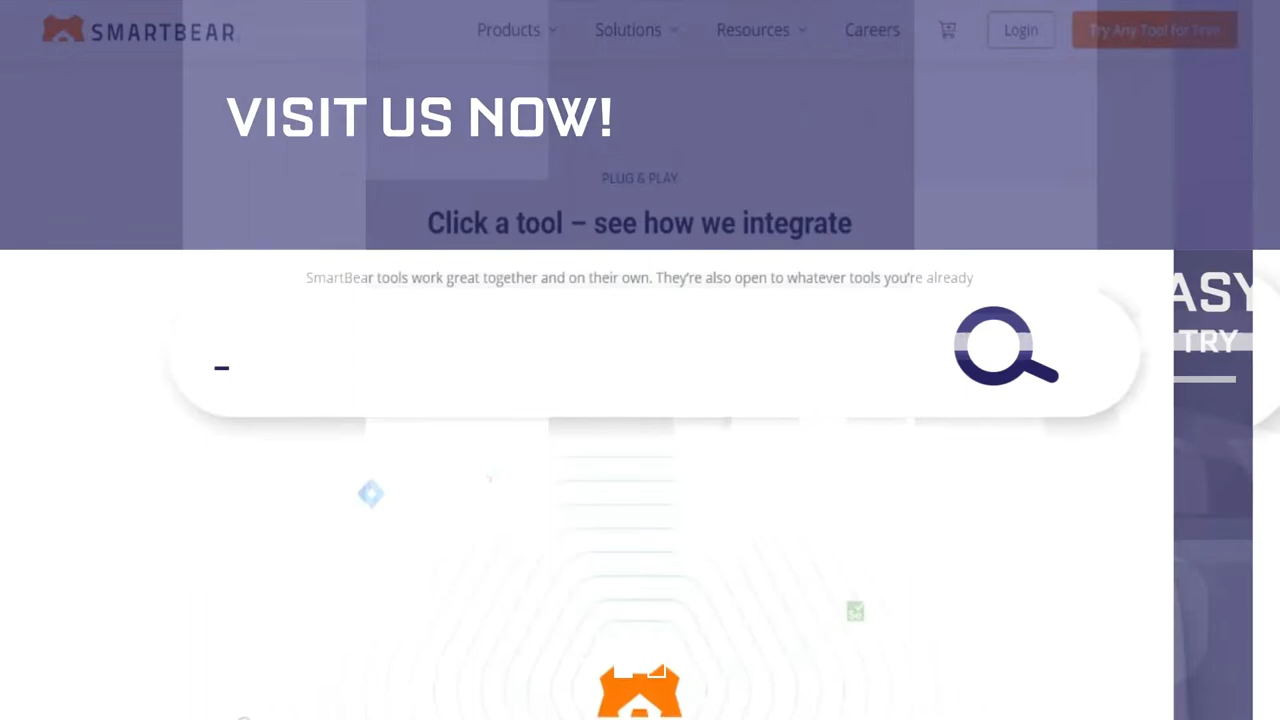 SMARTBEAR
Products
Solutions
Resources
Careers
Login
Try Any Tool for Free
VISIT US NOW!
PLUG & PLAY
Click a tool – see how we integrate
SmartBear tools work great together and on their own. They're also open to whatever tools you're already
ASY
TRY